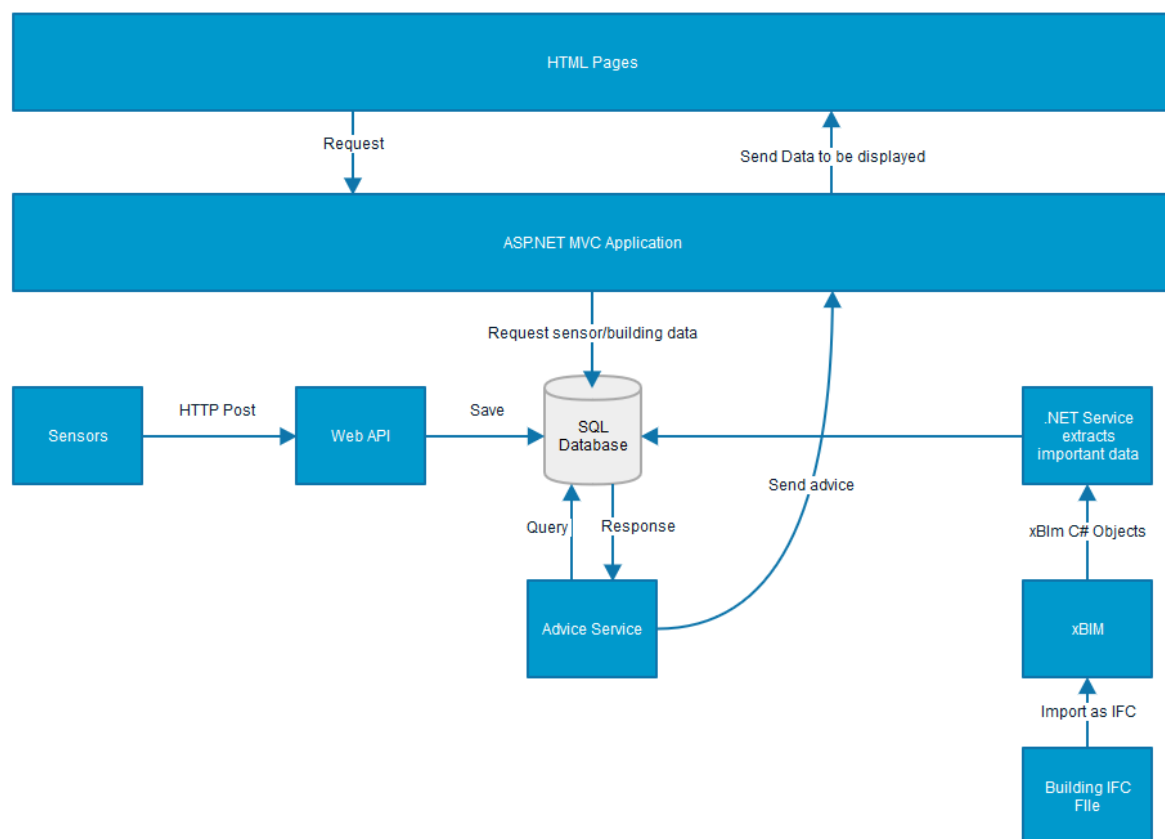 HTML Pages
Request
Send Data to be displayed
ASP.NET MVC Application
Request sensor/building data
Sensors
HTTP Post
Web API
Save
SQL
Database
.NET Service
extracts
important data
Send advice
Query
Response
xBIm C# Objects
Advice Service
xBIM
Import as IFC
Building IFC
FIle